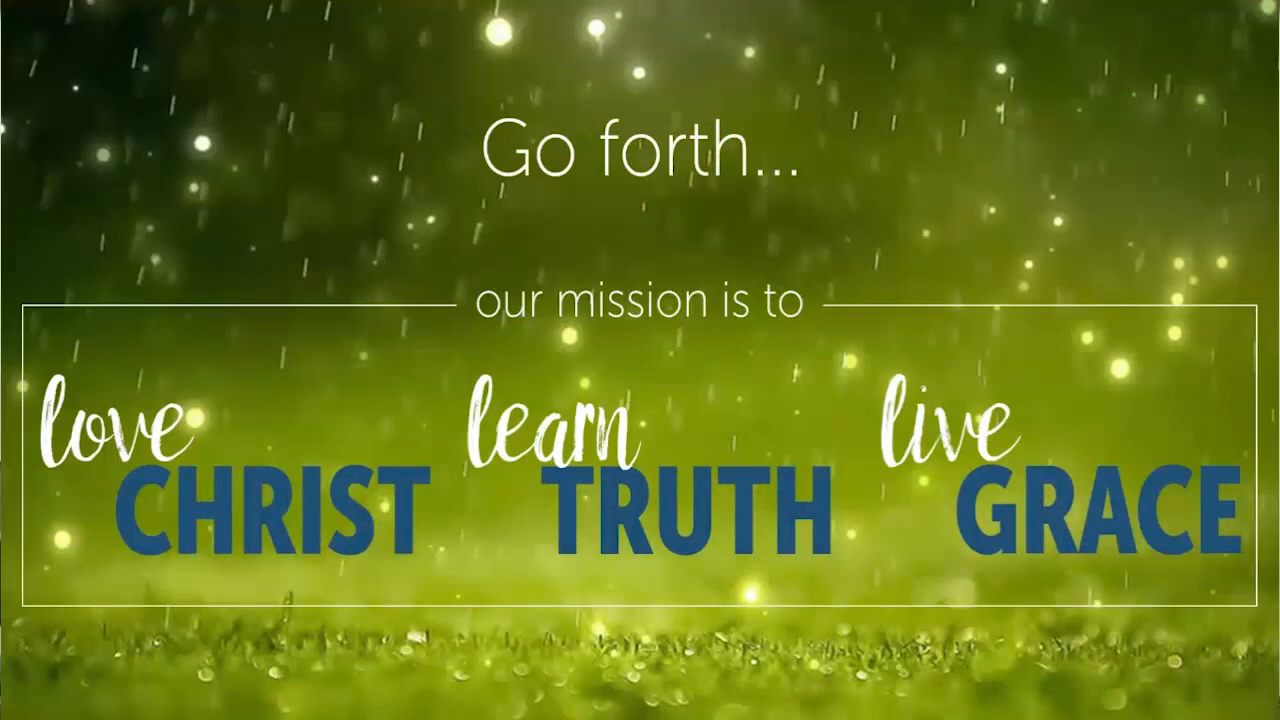 Go forth...
our mission is to
love learn live
CHRIST TRUTH GRACE